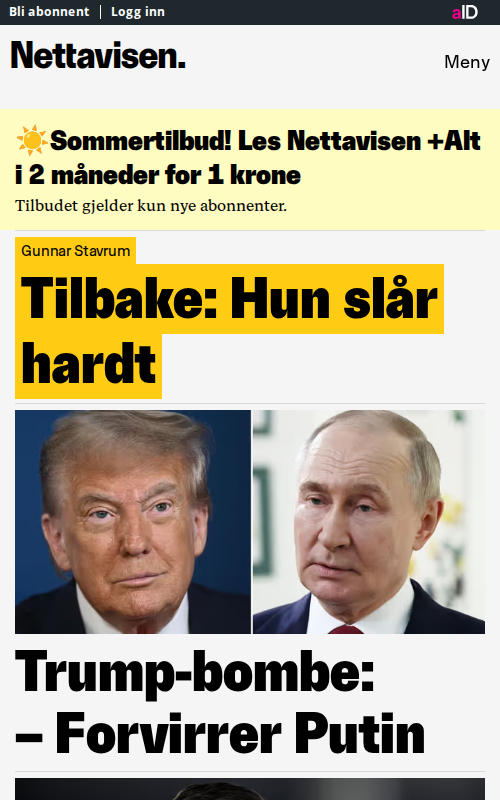 Bli abonnent
Logg inn
aID
Nettavisen.
Meny
☀️Sommertilbud! Les Nettavisen +Alt
i 2 måneder for 1 krone
Tilbudet gjelder kun nye abonnenter.
Gunnar Stavrum
Tilbake: Hun slår
hardt
Trump-bombe:
– Forvirrer Putin